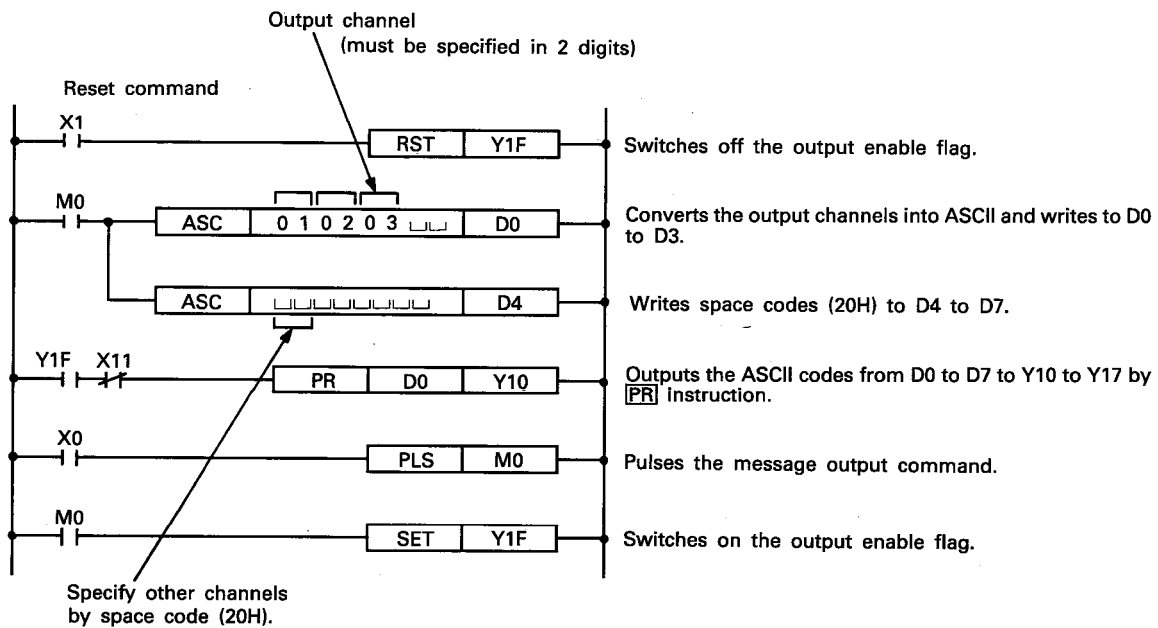 Output channel
(must be specified in 2 digits)
Reset command
X1
RST Y1F
Switches off the output enable flag.
M0
ASC 0 1 0 2 0 3 ␣␣ D0
Converts the output channels into ASCII and writes to D0
to D3.
ASC ␣␣␣␣␣␣␣␣ D4
Writes space codes (20H) to D4 to D7.
Y1F X11
PR D0 Y10
Outputs the ASCII codes from D0 to D7 to Y10 to Y17 by
PR instruction.
X0
PLS M0
Pulses the message output command.
M0
SET Y1F
Switches on the output enable flag.
Specify other channels
by space code (20H).